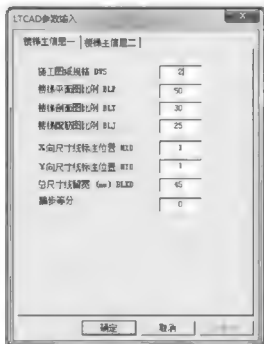 LTCAD参数输入
楼梯主信息一 楼梯主信息二
施工图纸规格 DWS 2
楼梯平面图比例 BLP 50
楼梯剖面图比例 BLT 30
楼梯配筋图比例 BLJ 25
X向尺寸线标注位置 MID 1
Y向尺寸线标注位置 NID 1
总尺寸线留宽 (mm) BLKD 45
踏步等分 0
确定 取消